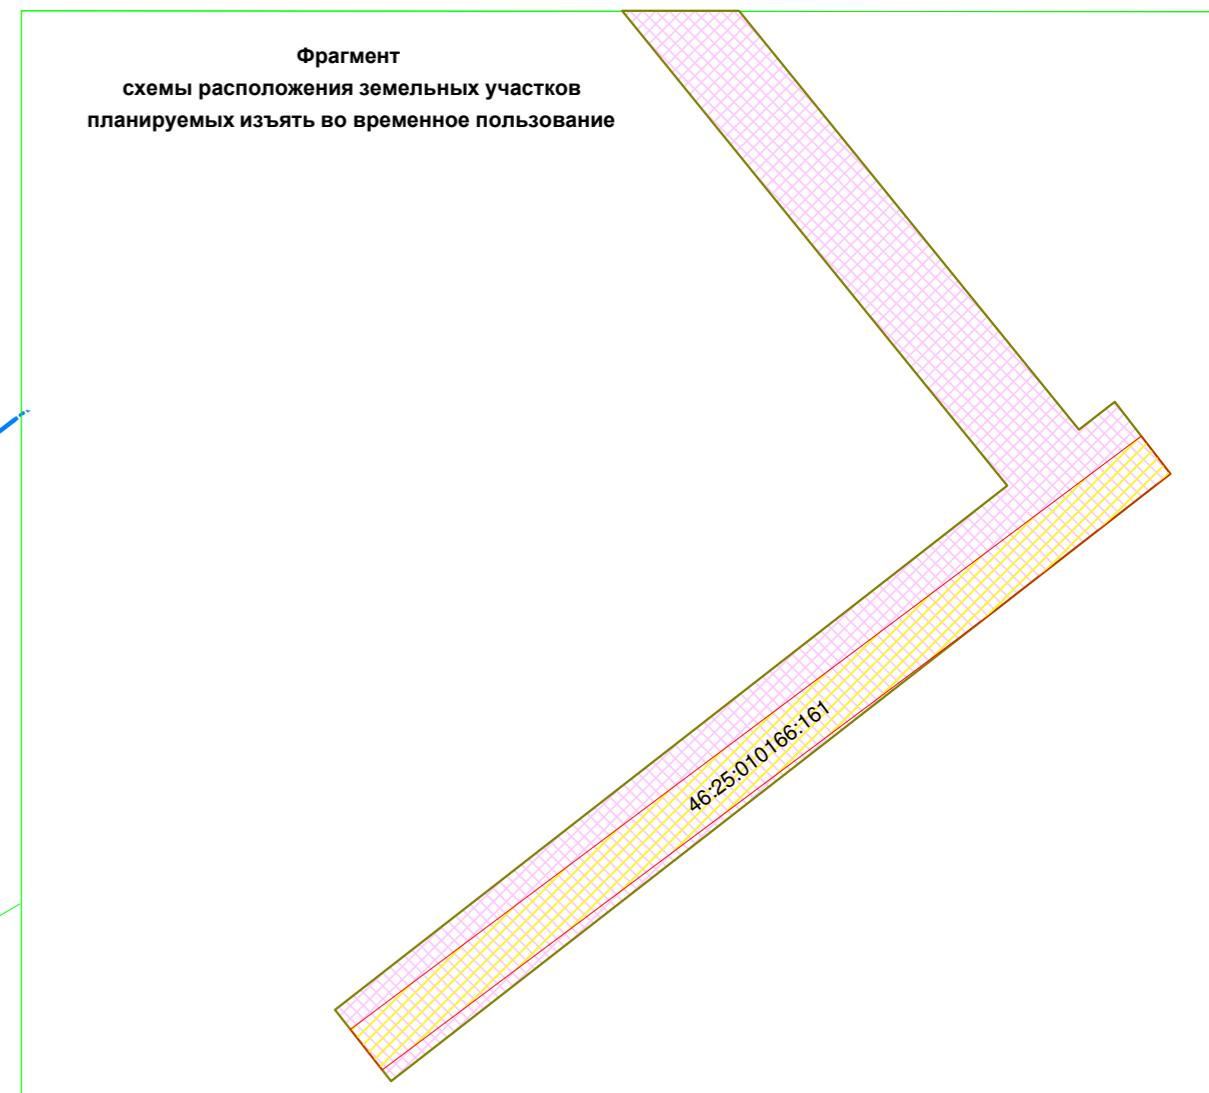 Фрагмент
схемы расположения земельных участков
планируемых изъять во временное пользование
46:25:010166:161